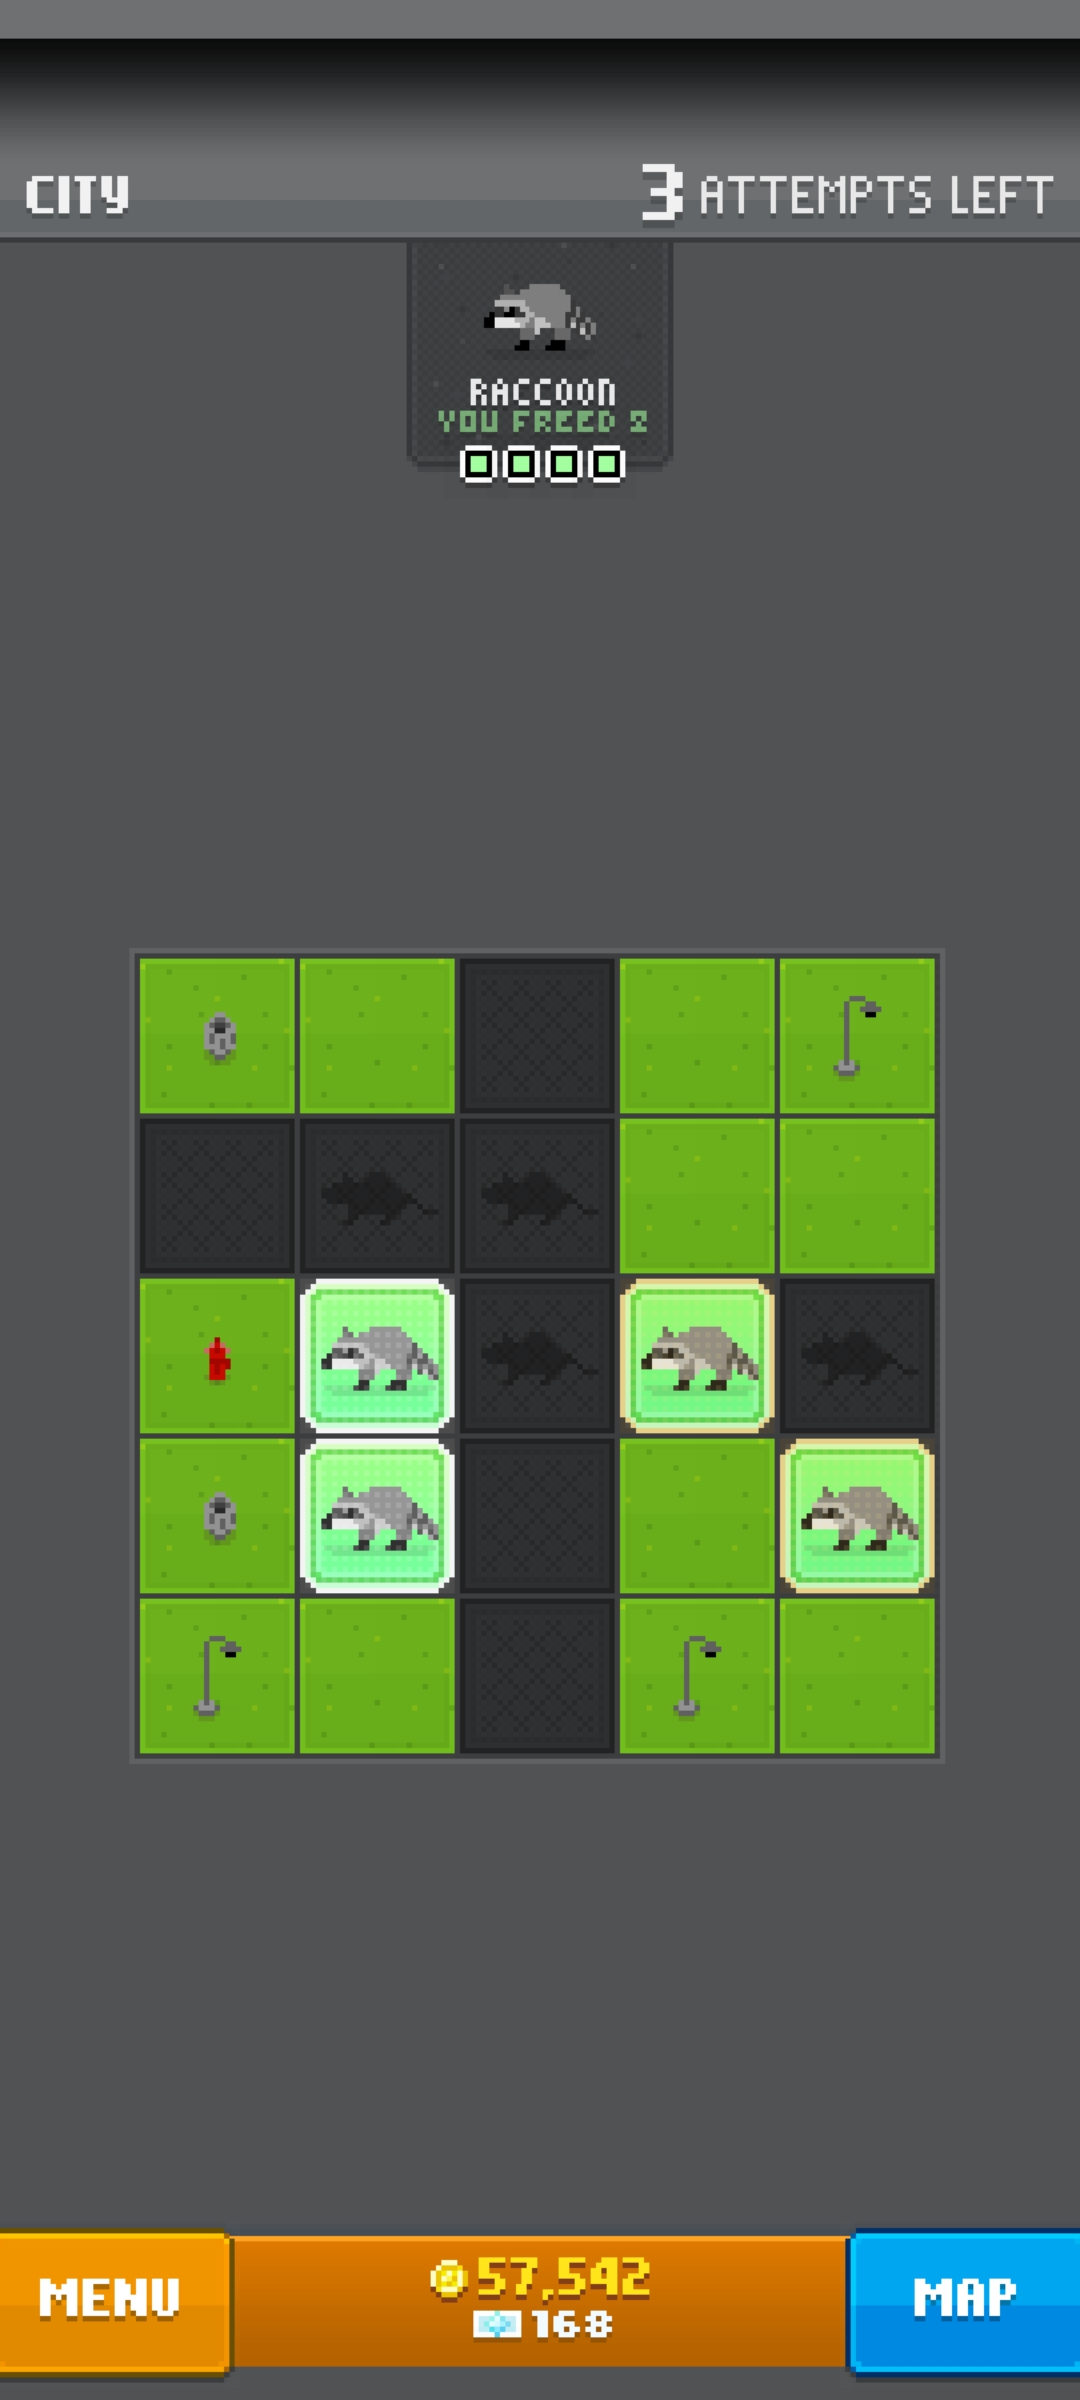 CITY
3 ATTEMPTS LEFT
RACCOON
YOU FREED 2
57,542
168
MENU
MAP